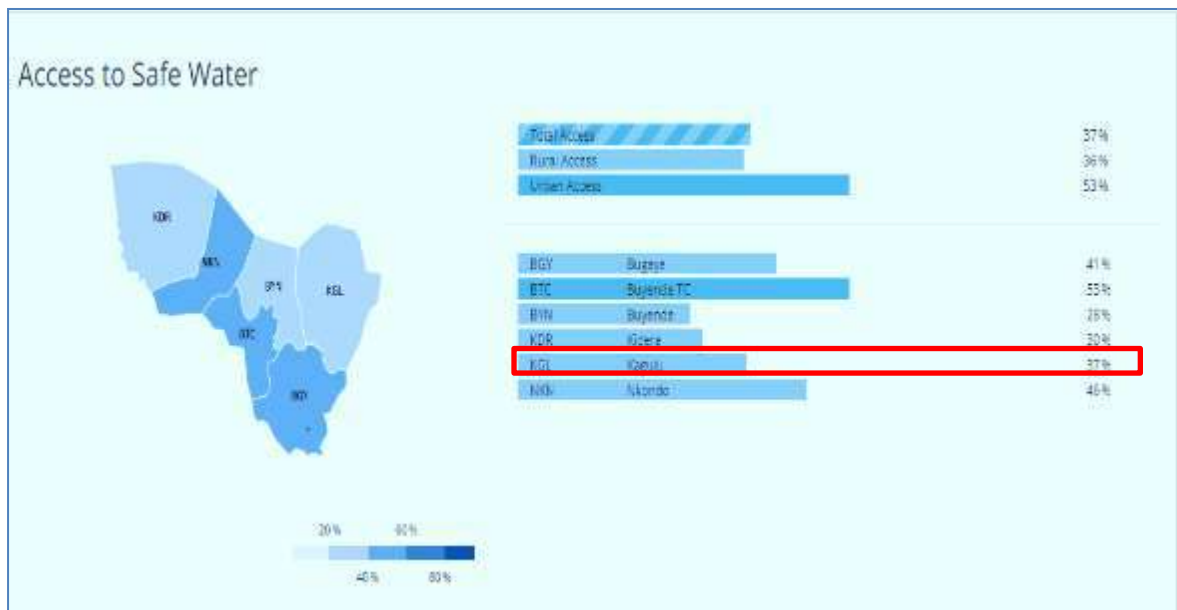 Access to Safe Water
Total Access 37%
Rural Access 36%
Urban Access 53%
KDR
NKN
BYN
KGL
BTC
BGY
BGY Bugaya 41%
BTC Buyende TC 53%
BYN Buyende 28%
KDR Kidera 30%
KGL Kagulu 37%
NKN Nkondo 46%
20% 60%
40% 80%